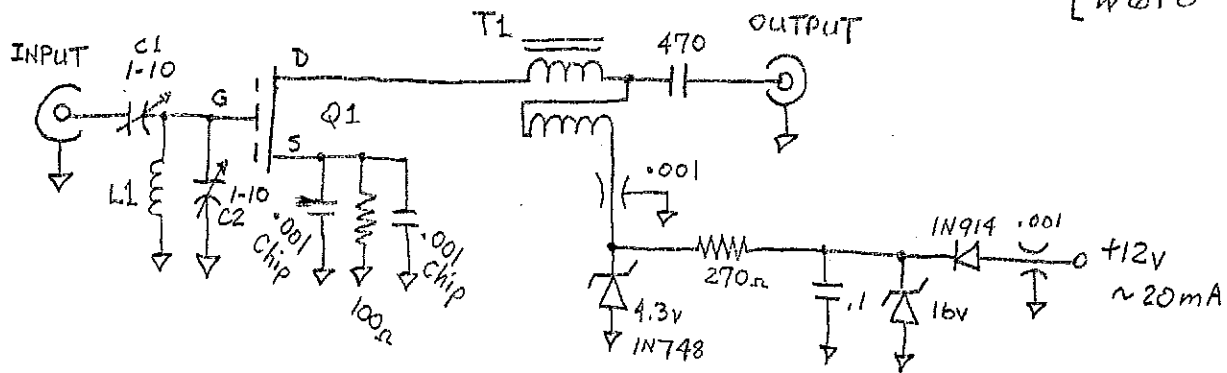 [W0
T1
OUTPUT
INPUT
C1
1-10
470
D
G
Q1
S
L1
1-10
C2
.001
Chip
100Ω
.001
Chip
.001
270Ω
4.3v
1N748
.1
16v
1N914
.001
+12v
~20mA